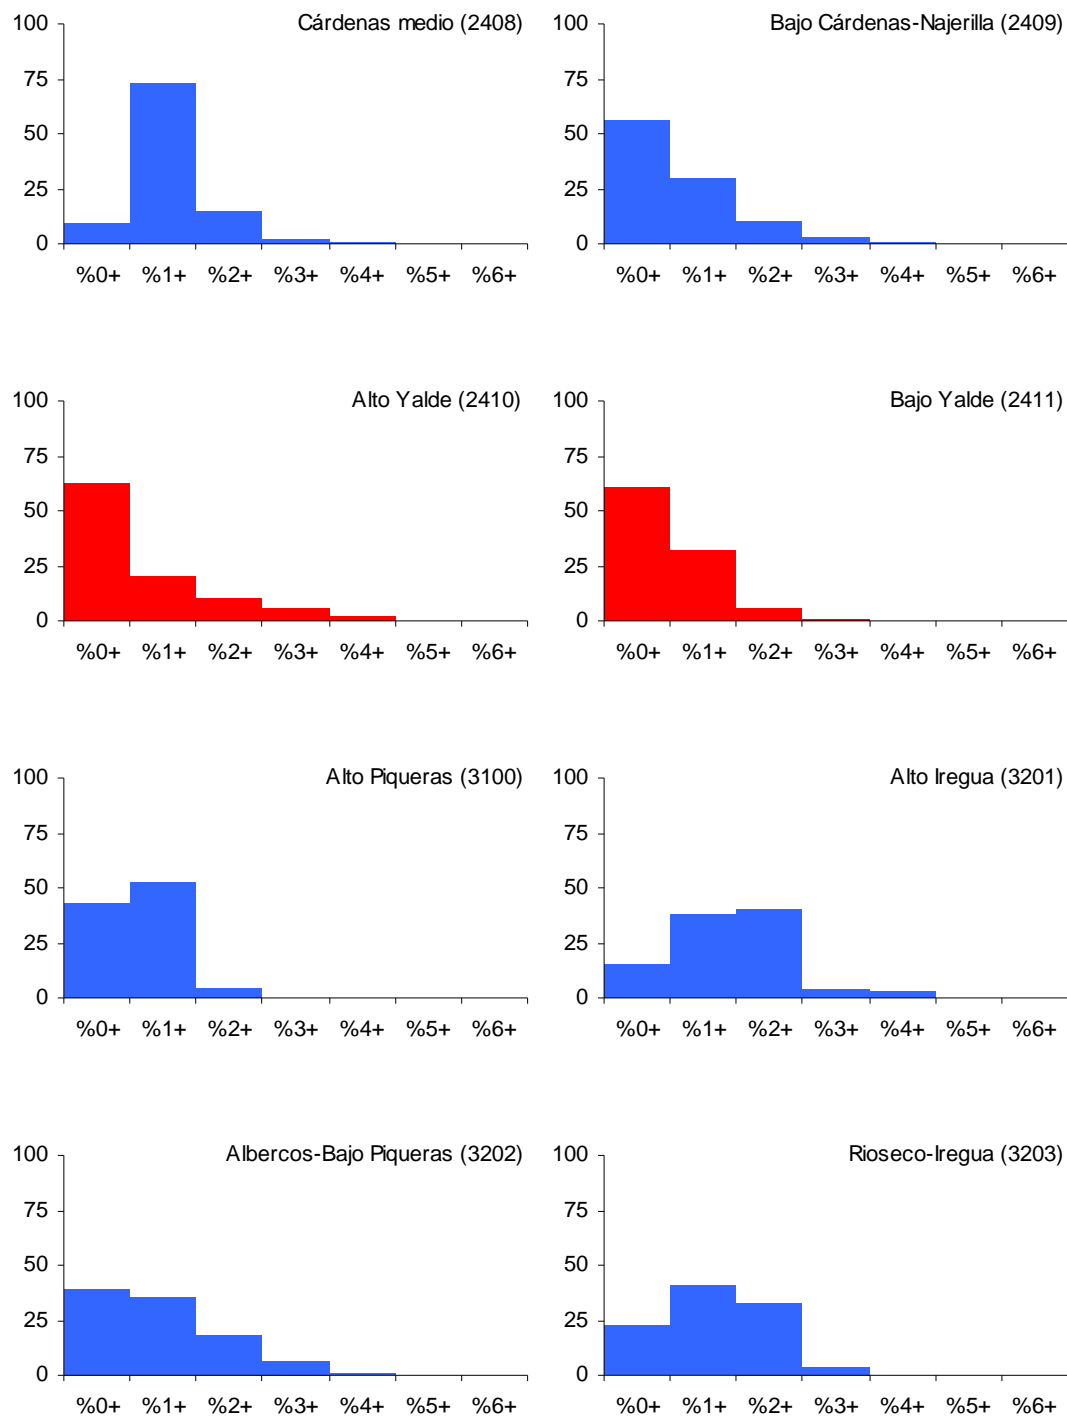 Cárdenas medio (2408)
100
75
50
25
0
%0+ %1+ %2+ %3+ %4+ %5+ %6+
Bajo Cárdenas-Najerilla (2409)
100
75
50
25
0
%0+ %1+ %2+ %3+ %4+ %5+ %6+
Alto Yalde (2410)
100
75
50
25
0
%0+ %1+ %2+ %3+ %4+ %5+ %6+
Bajo Yalde (2411)
100
75
50
25
0
%0+ %1+ %2+ %3+ %4+ %5+ %6+
Alto Piqueras (3100)
100
75
50
25
0
%0+ %1+ %2+ %3+ %4+ %5+ %6+
Alto Iregua (3201)
100
75
50
25
0
%0+ %1+ %2+ %3+ %4+ %5+ %6+
Albercos-Bajo Piqueras (3202)
100
75
50
25
0
%0+ %1+ %2+ %3+ %4+ %5+ %6+
Rioseco-Iregua (3203)
100
75
50
25
0
%0+ %1+ %2+ %3+ %4+ %5+ %6+